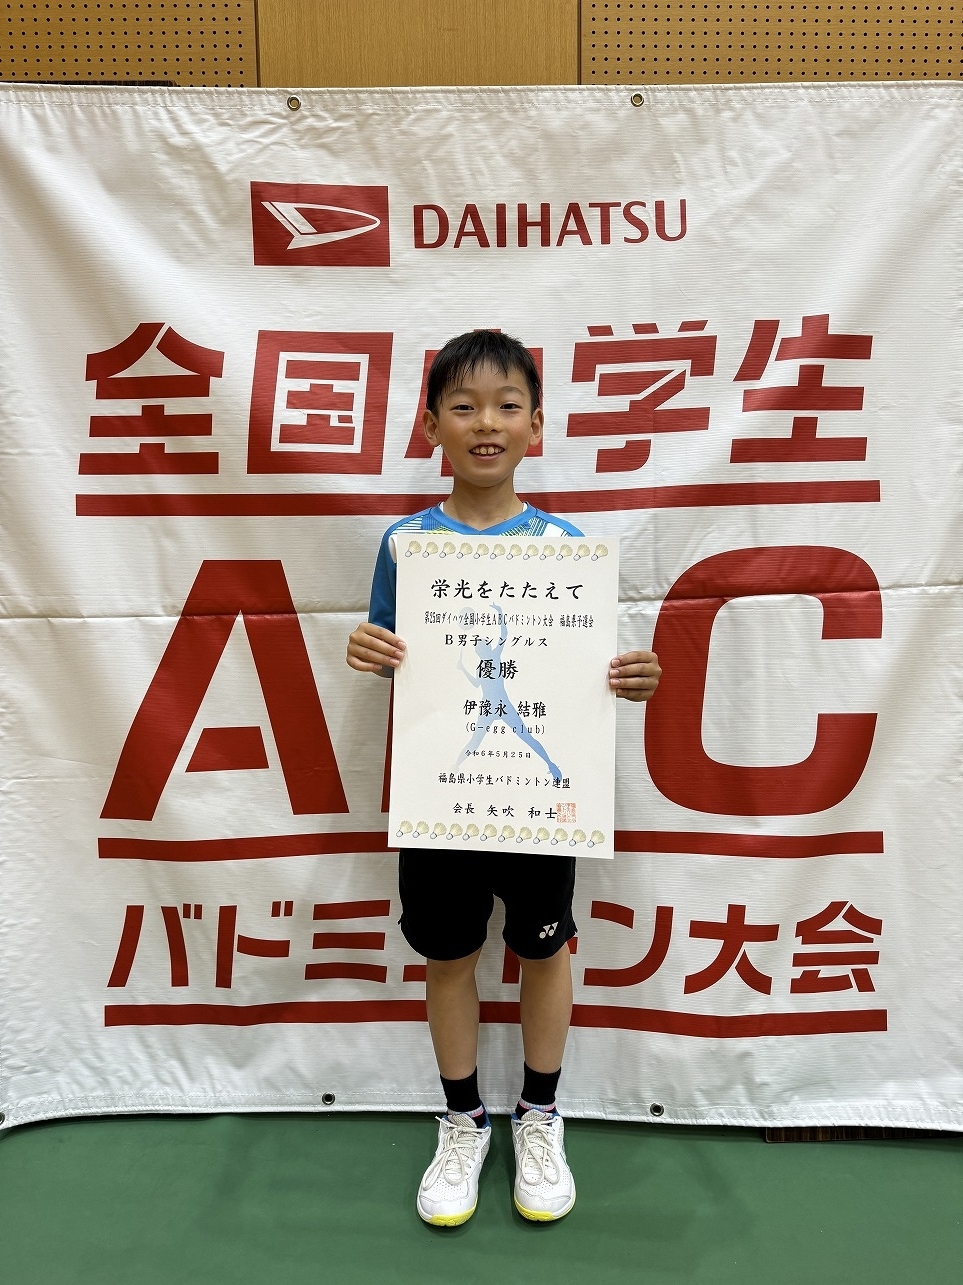 DAIHATSU
全国小学生
ABC
バドミントン大会
栄光をたたえて
第25回ダイハツ全国小学生ABCバドミントン大会 福島県予選会
B男子シングルス
優勝
伊豫永 結雅
(G-egg club)
令和6年5月25日
福島県小学生バドミントン連盟
会長 矢吹 和士